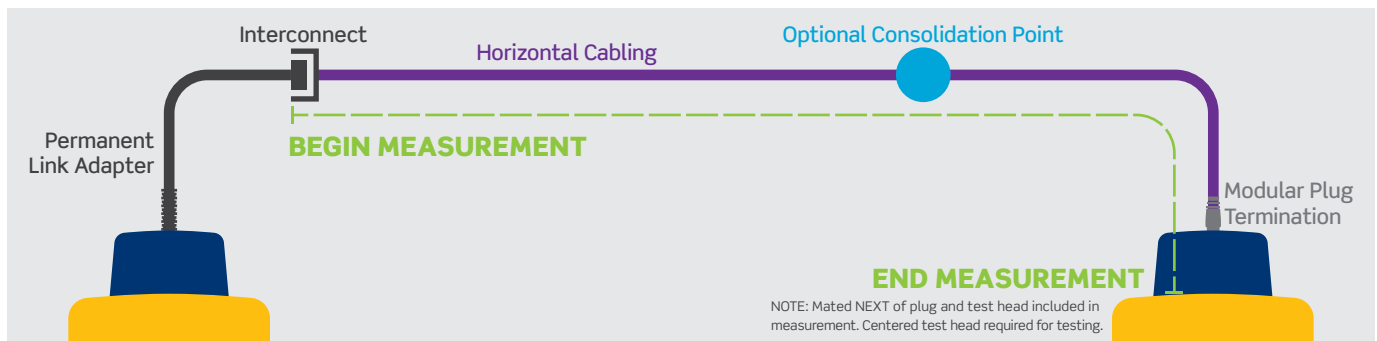 Interconnect
Horizontal Cabling
Optional Consolidation Point
Permanent
Link Adapter
BEGIN MEASUREMENT
Modular Plug
Termination
END MEASUREMENT
NOTE: Mated NEXT of plug and test head included in
measurement. Centered test head required for testing.